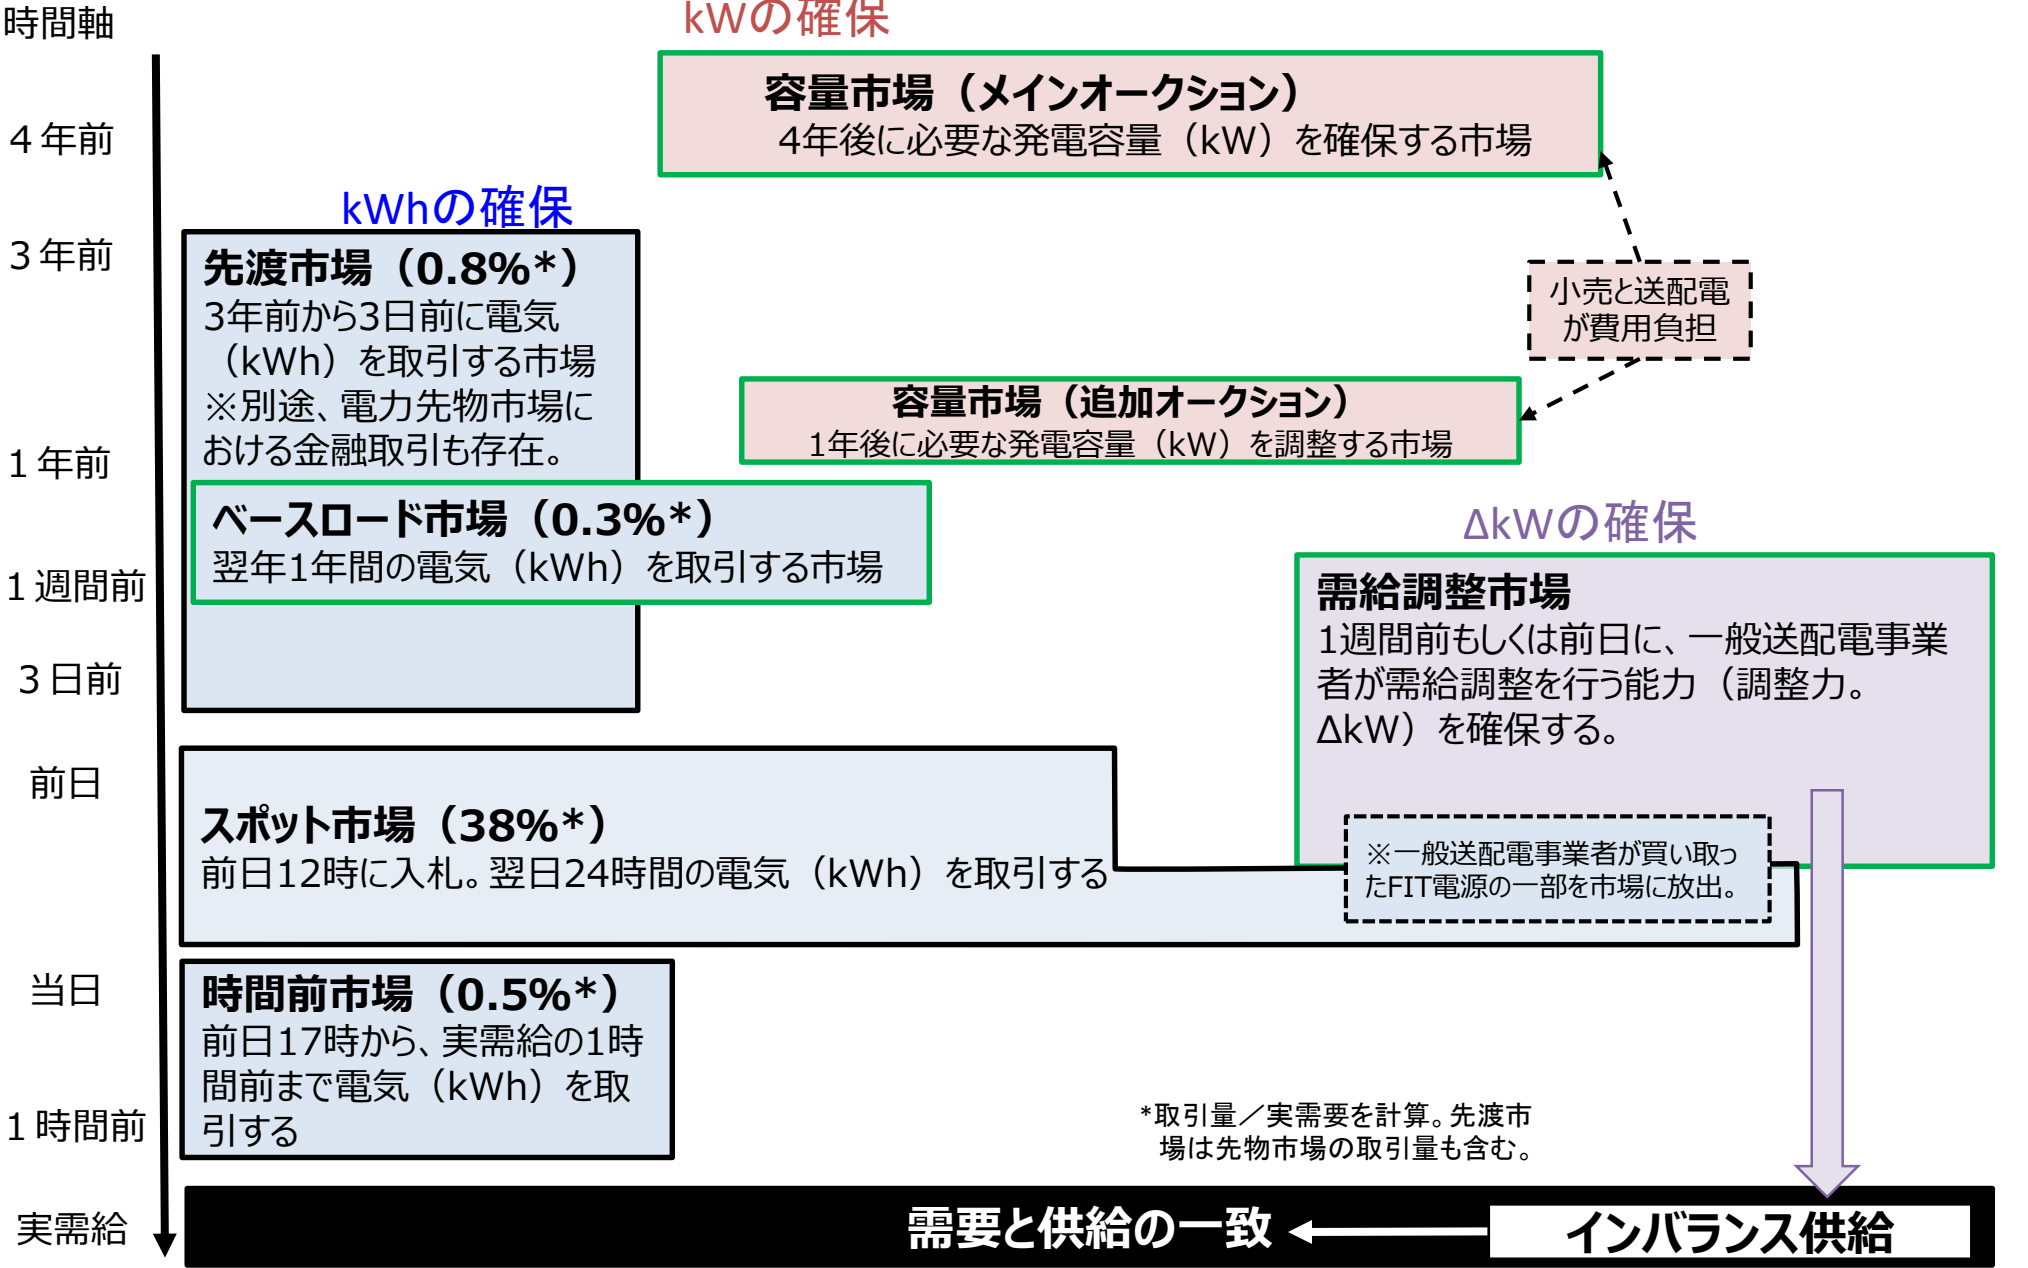 時間軸
kWの確保
容量市場（メインオークション）
4年後に必要な発電容量（kW）を確保する市場
４年前
kWhの確保
３年前
先渡市場（0.8%*）
3年前から3日前に電気
（kWh）を取引する市場
※別途、電力先物市場に
おける金融取引も存在。
小売と送配電
が費用負担
容量市場（追加オークション）
1年後に必要な発電容量（kW）を調整する市場
１年前
ベースロード市場（0.3%*）
翌年1年間の電気（kWh）を取引する市場
ΔkWの確保
１週間前
需給調整市場
1週間前もしくは前日に、一般送配電事業
者が需給調整を行う能力（調整力。
ΔkW）を確保する。
３日前
前日
スポット市場（38%*）
前日12時に入札。翌日24時間の電気（kWh）を取引する
※一般送配電事業者が買い取っ
たFIT電源の一部を市場に放出。
当日
時間前市場（0.5%*）
前日17時から、実需給の1時
間前まで電気（kWh）を取
引する
１時間前
*取引量／実需要を計算。先渡市
場は先物市場の取引量も含む。
実需給
需要と供給の一致
インバランス供給